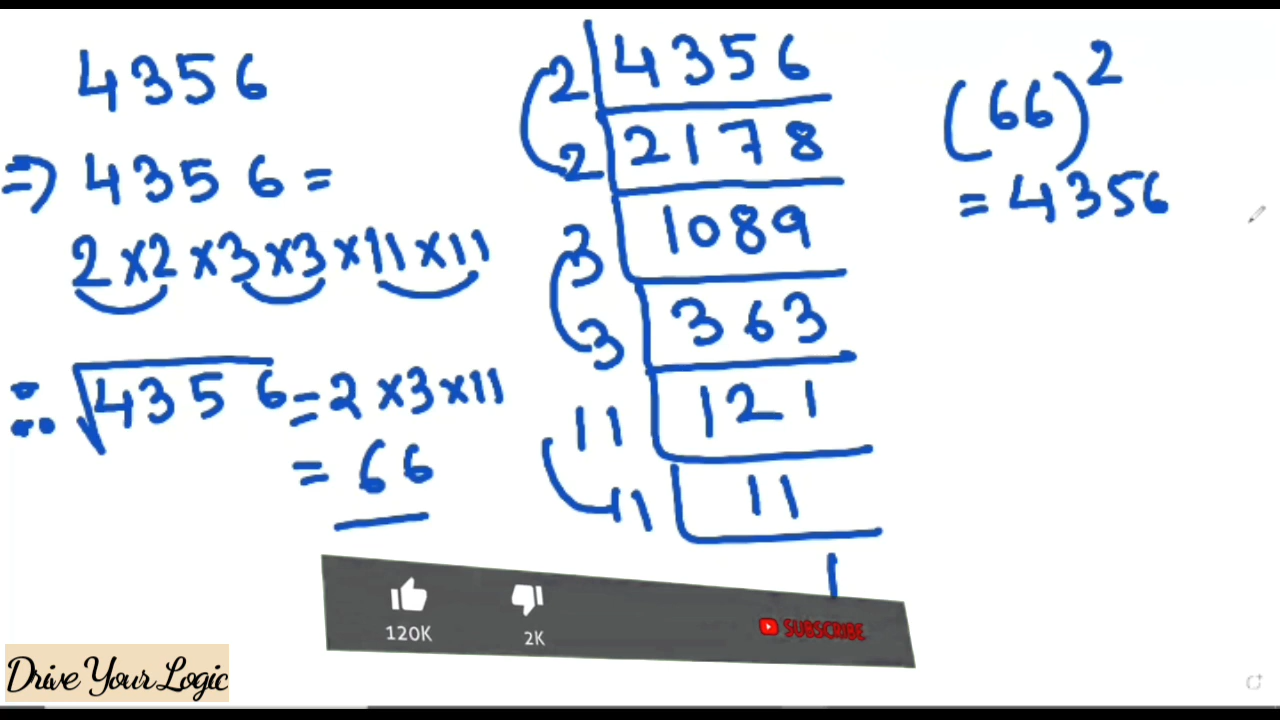 4356
⇒ 4356 =
2×2×3×3×11×11
∴ √4356 = 2×3×11
= 66
2 | 4356
2 | 2178
3 | 1089
3 | 363
11 | 121
11 | 11
1
(66)²
= 4356
120K
2K
SUBSCRIBE
Drive Your Logic